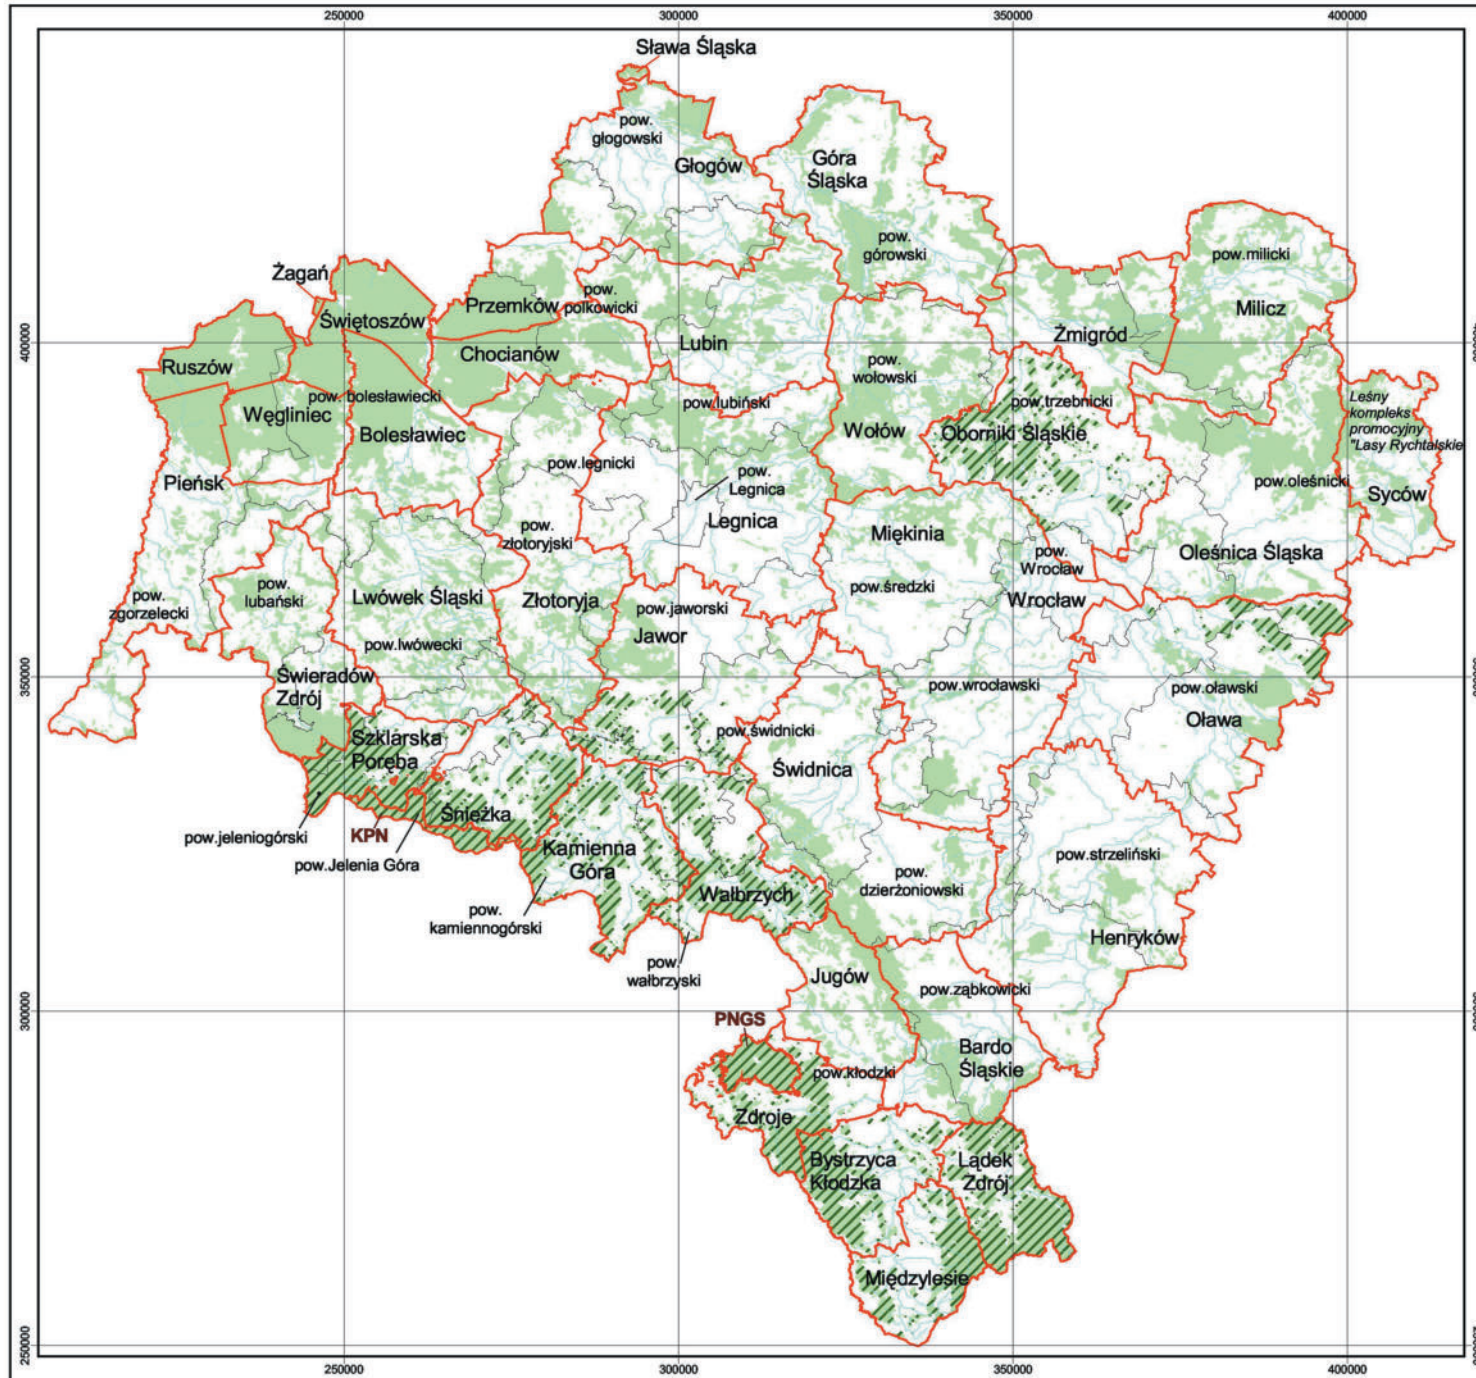 250000
300000
350000
400000
Sława Śląska
pow.
głogowski
Głogów
Góra
Śląska
pow.
górowski
pow.milicki
Milicz
Żagań
Świętoszów
Przemków
pow.
polkowicki
Chocianów
Lubin
Żmigród
400000
400000
Ruszów
pow. bolesławiecki
Węgliniec
Bolesławiec
pow.lubiński
pow.
wołowski
Wołów
pow.trzebnicki
Oborniki Śląskie
Leśny
kompleks
promocyjny
"Lasy Rychtalskie
Pieńsk
pow.legnicki
pow.
Legnica
Legnica
pow.oleśnicki
Syców
pow.
złotoryjski
Miękinia
pow.
Wrocław
Oleśnica Śląska
pow.
zgorzelecki
pow.
lubański
Lwówek Śląski
Złotoryja
pow.jaworski
Jawor
pow.średzki
Wrocław
pow.lwówecki
350000
350000
Świeradów
Zdrój
pow.wrocławski
pow.oławski
Oława
Szklarska
Poręba
pow.świdnicki
Świdnica
pow.jeleniogórski
KPN
pow.Jelenia Góra
Śnieżka
Kamienna
Góra
pow.
kamiennogórski
Wałbrzych
pow.
dzierżoniowski
pow.strzeliński
Henryków
pow.
wałbrzyski
Jugów
pow.ząbkowicki
300000
300000
PNGS
Bardo
Śląskie
pow.kłodzki
Zdroje
Bystrzyca
Kłodzka
Lądek
Zdrój
Międzylesie
250000
250000
250000
300000
350000
400000